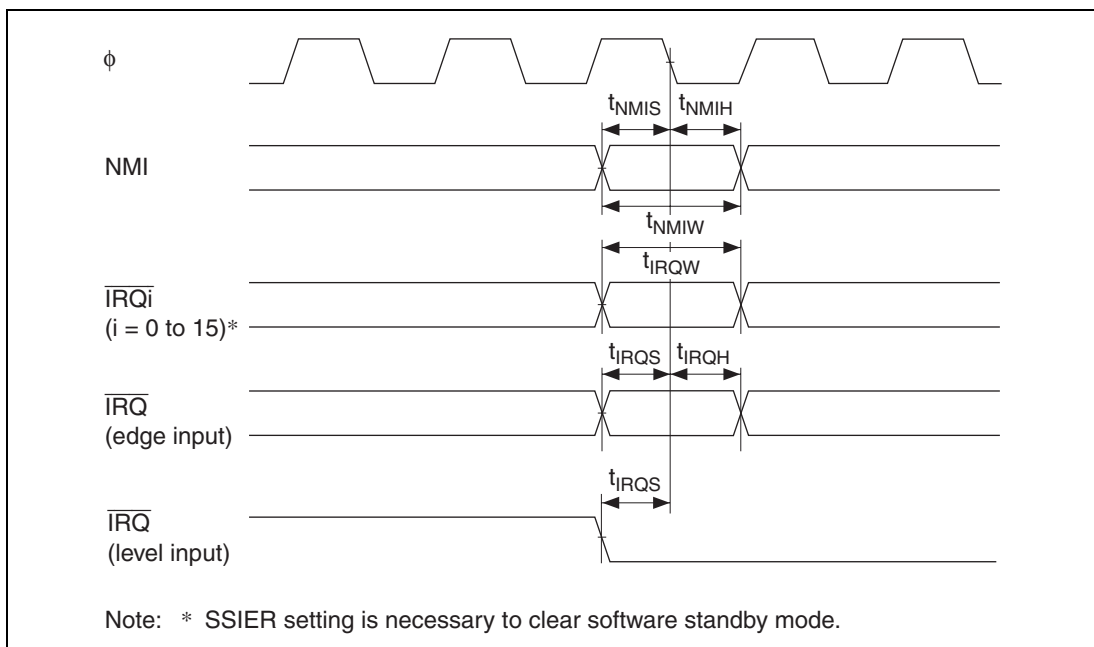 ϕ
tNMIS tNMIH
NMI
tNMIW
tIRQW
IRQi
(i = 0 to 15)*
tIRQS tIRQH
IRQ
(edge input)
tIRQS
IRQ
(level input)
Note: * SSIER setting is necessary to clear software standby mode.